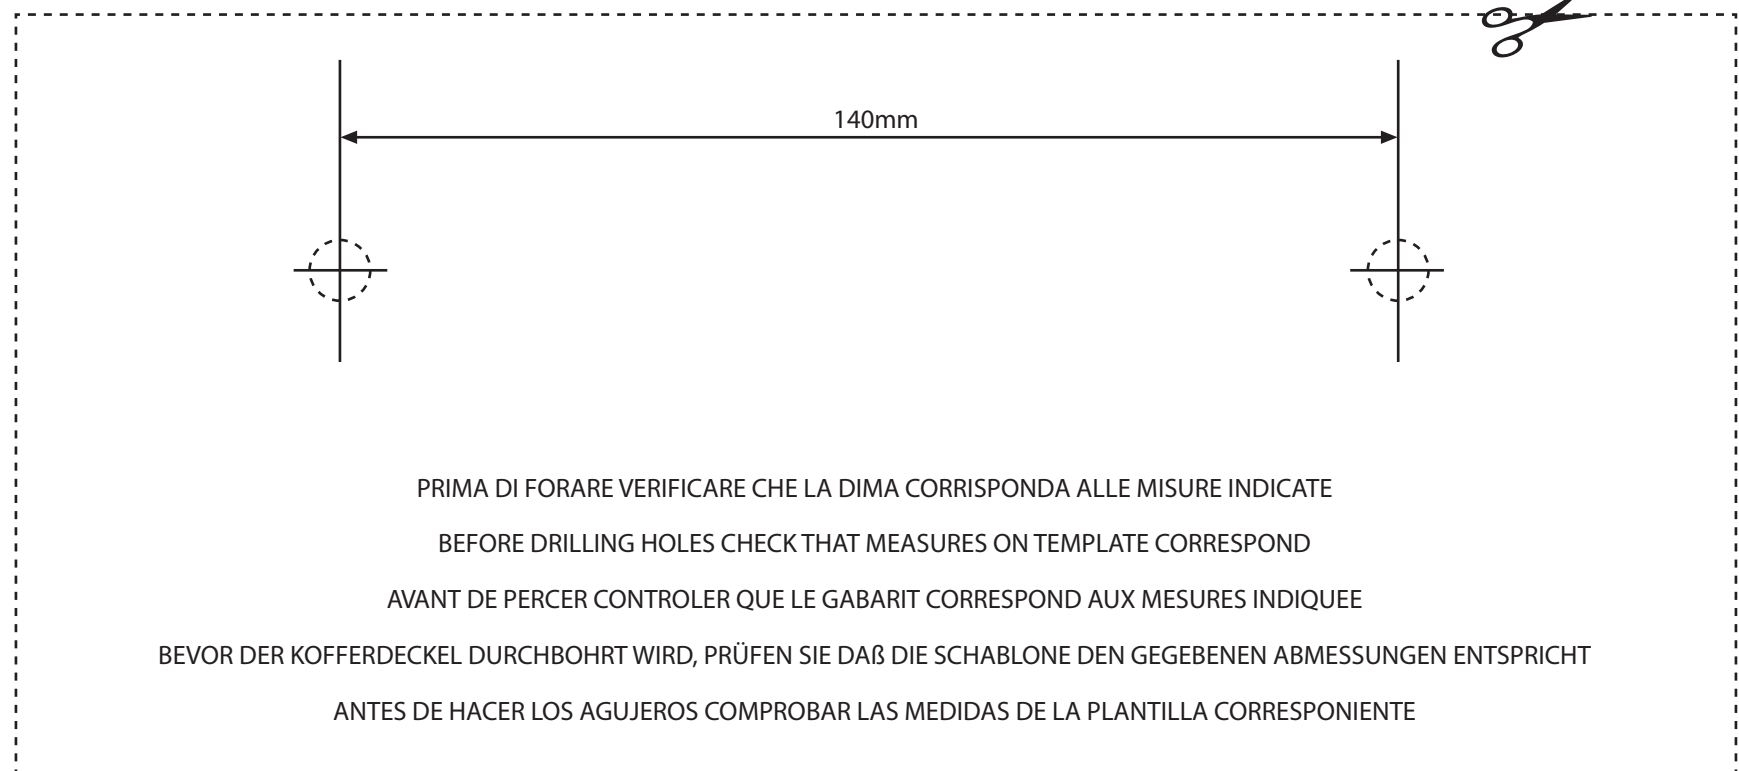 140mm
PRIMA DI FORARE VERIFICARE CHE LA DIMA CORRISPONDA ALLE MISURE INDICATE
BEFORE DRILLING HOLES CHECK THAT MEASURES ON TEMPLATE CORRESPOND
AVANT DE PERCER CONTROLER QUE LE GABARIT CORRESPOND AUX MESURES INDIQUEE
BEVOR DER KOFFERDECKEL DURCHBOHRT WIRD, PRÜFEN SIE DAß DIE SCHABLONE DEN GEGEBENEN ABMESSUNGEN ENTSPRICHT
ANTES DE HACER LOS AGUJEROS COMPROBAR LAS MEDIDAS DE LA PLANTILLA CORRESPONIENTE